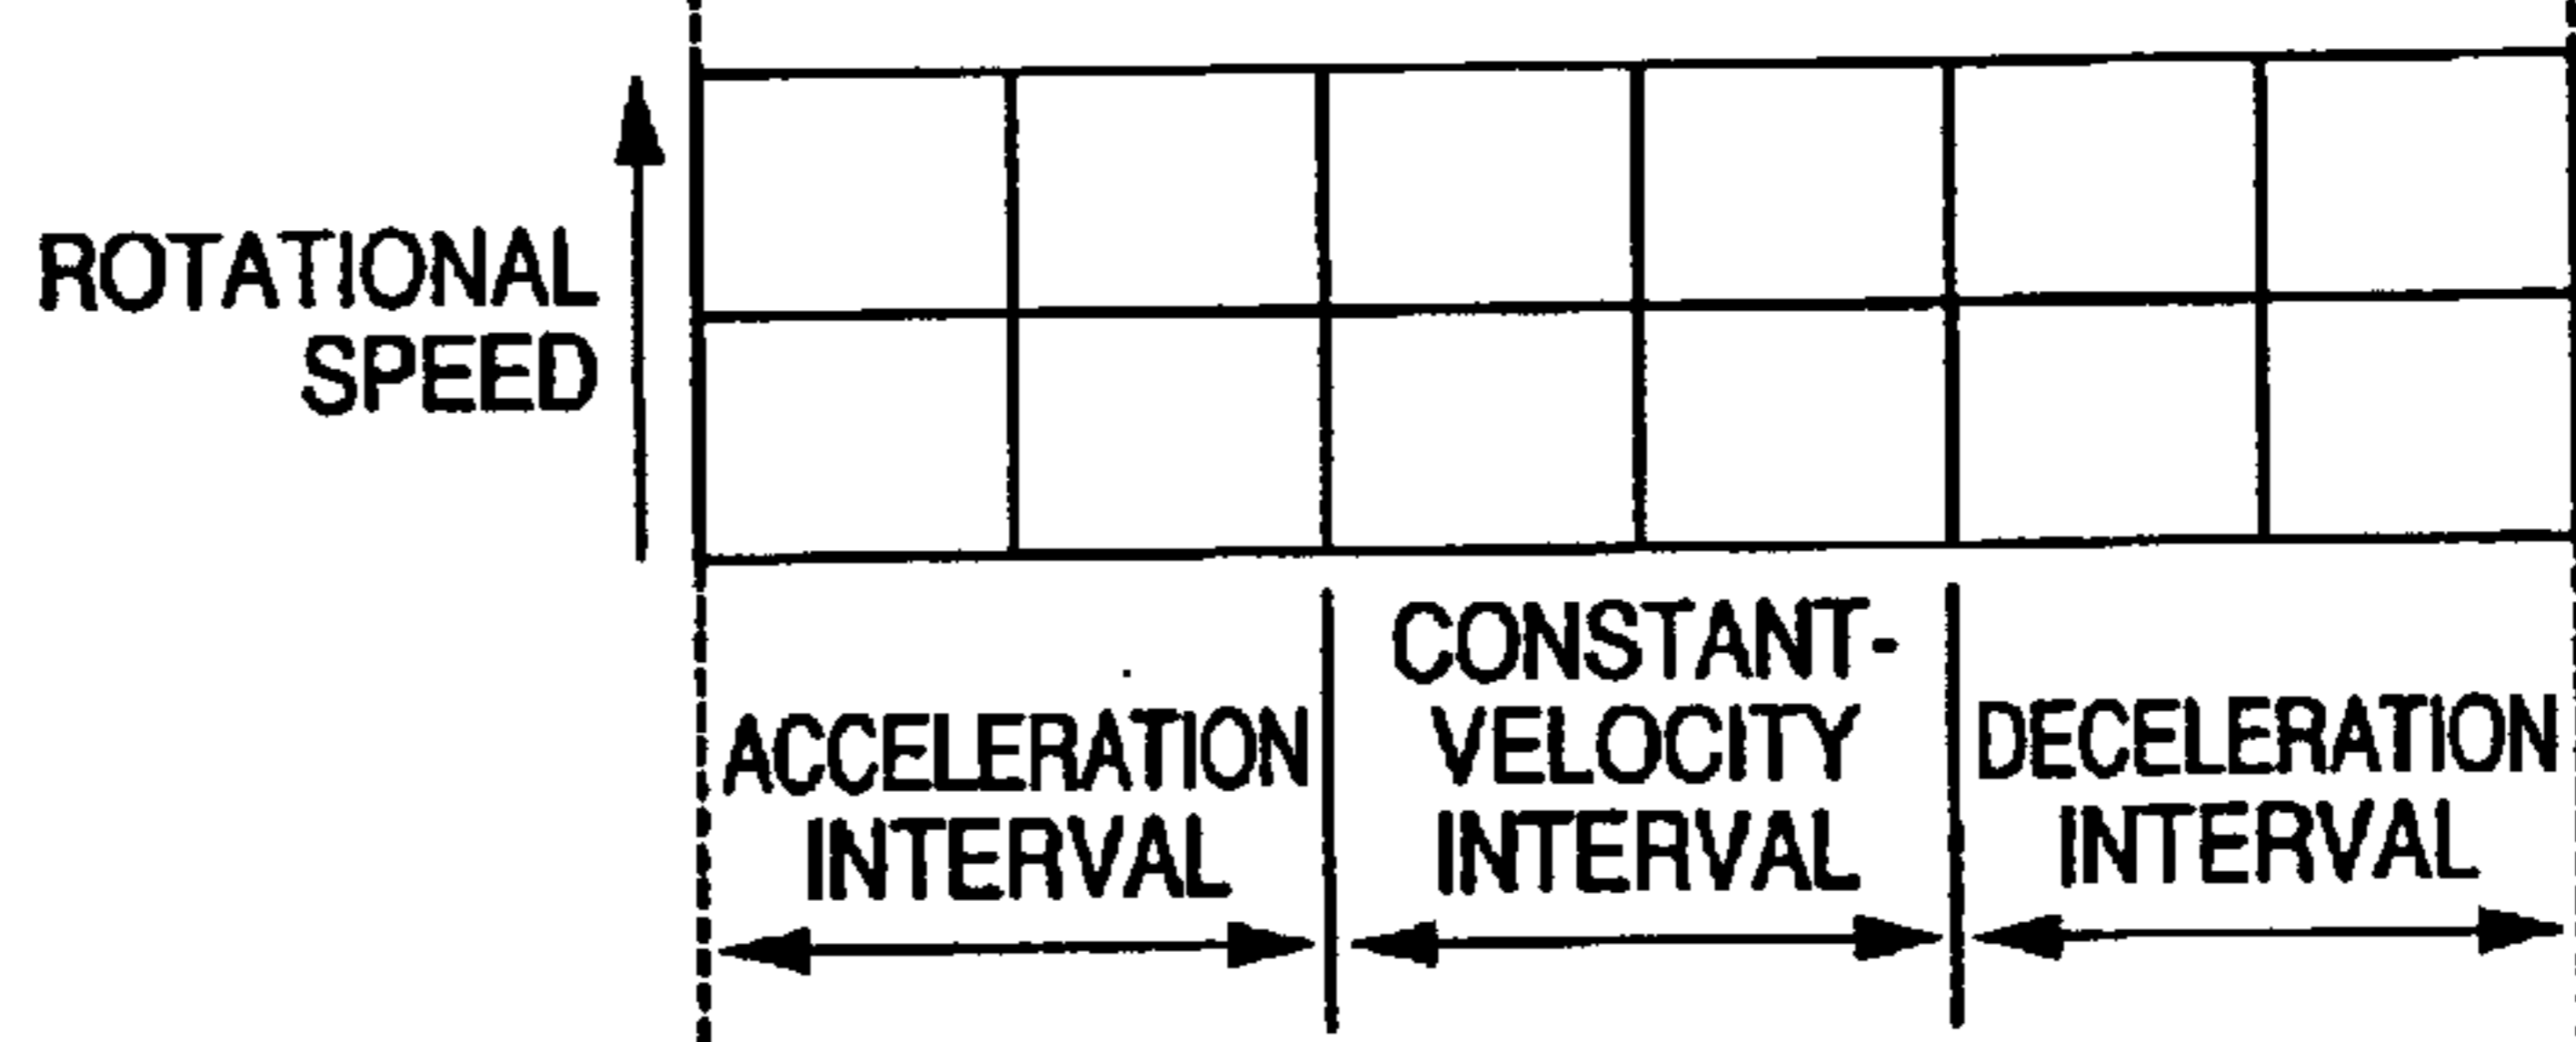 ROTATIONAL
SPEED
ACCELERATION
INTERVAL
CONSTANT-
VELOCITY
INTERVAL
DECELERATION
INTERVAL